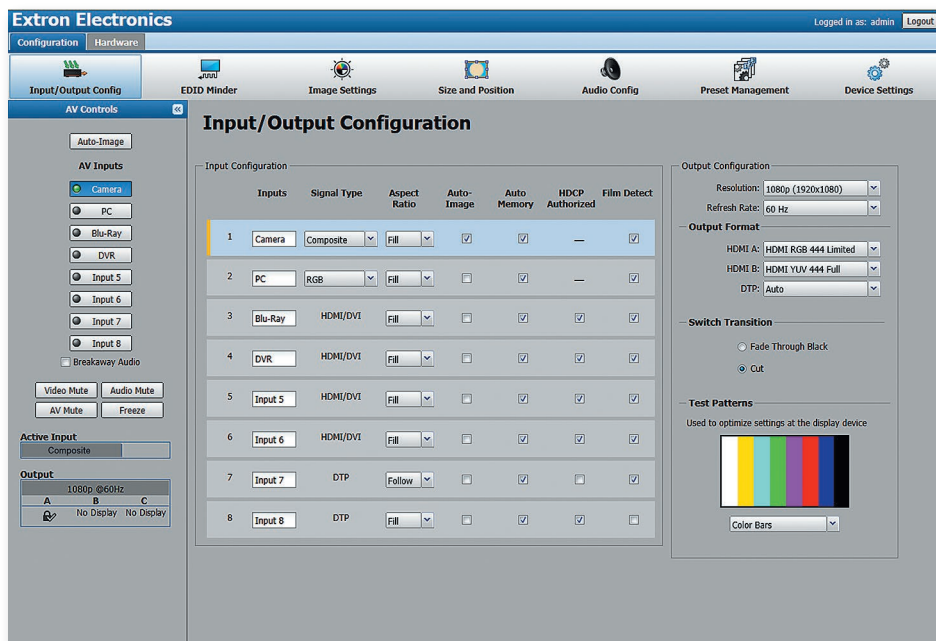 Extron Electronics
Logged in as: admin Logout
Configuration Hardware
Input/Output Config EDID Minder Image Settings Size and Position Audio Config Preset Management Device Settings
AV Controls
Auto-Image
AV Inputs
Camera
PC
Blu-Ray
DVR
Input 5
Input 6
Input 7
Input 8
Breakaway Audio
Video Mute Audio Mute
AV Mute Freeze
Active Input
Composite
Output
1080p @60Hz
A B C
No Display No Display
Input/Output Configuration
Input Configuration
Inputs Signal Type Aspect Ratio Auto-Image Auto Memory HDCP Authorized Film Detect
1 Camera Composite Fill —
2 PC RGB Fill —
3 Blu-Ray HDMI/DVI Fill
4 DVR HDMI/DVI Fill
5 Input 5 HDMI/DVI Fill
6 Input 6 HDMI/DVI Fill
7 Input 7 DTP Follow
8 Input 8 DTP Fill
Output Configuration
Resolution: 1080p (1920x1080)
Refresh Rate: 60 Hz
Output Format
HDMI A: HDMI RGB 444 Limited
HDMI B: HDMI YUV 444 Full
DTP: Auto
Switch Transition
Fade Through Black
Cut
Test Patterns
Used to optimize settings at the display device
Color Bars